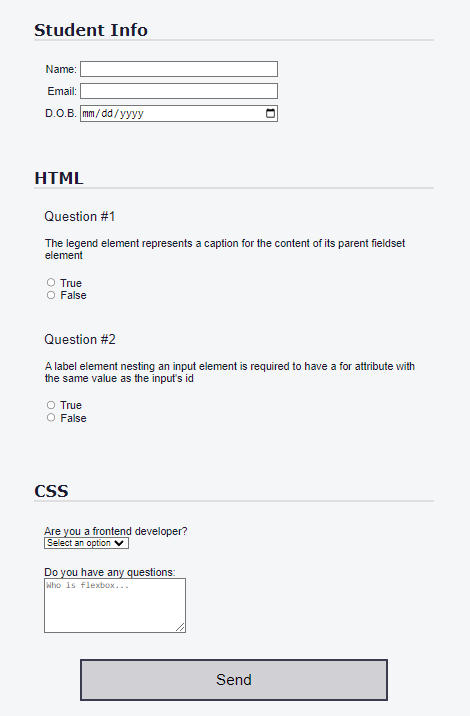 Student Info
Name:
Email:
D.O.B. mm/dd/yyyy
HTML
Question #1
The legend element represents a caption for the content of its parent fieldset
element
True
False
Question #2
A label element nesting an input element is required to have a for attribute with
the same value as the input's id
True
False
CSS
Are you a frontend developer?
Select an option
Do you have any questions:
Who is flexbox...
Send